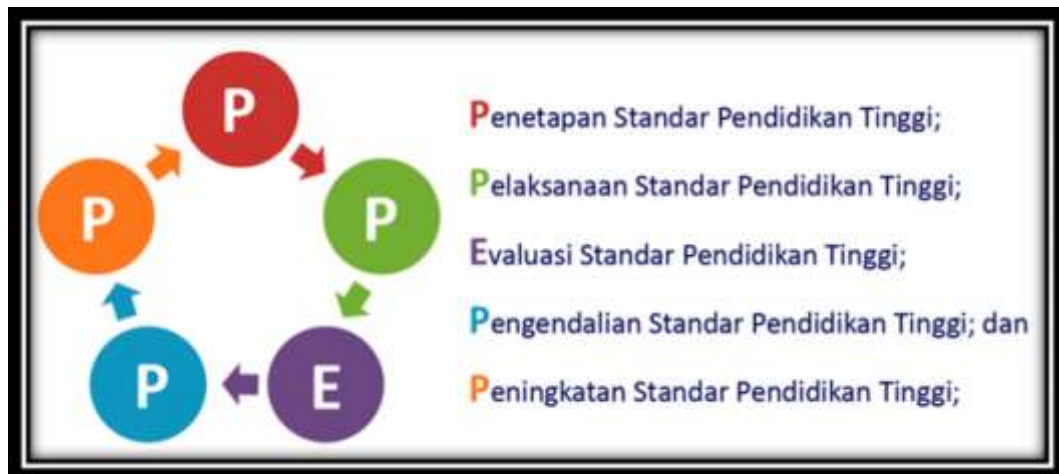 P
P
E
P
P
Penetapan Standar Pendidikan Tinggi;
Pelaksanaan Standar Pendidikan Tinggi;
Evaluasi Standar Pendidikan Tinggi;
Pengendalian Standar Pendidikan Tinggi; dan
Peningkatan Standar Pendidikan Tinggi;